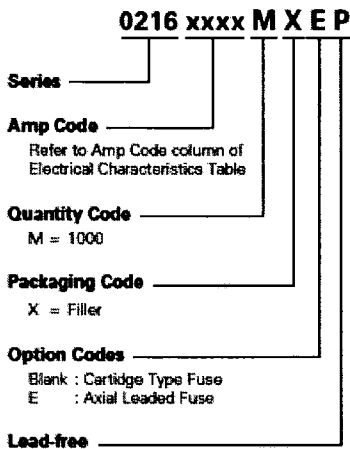 0216 xxxx M X E P
Series
Amp Code
Refer to Amp Code column of
Electrical Characteristics Table
Quantity Code
M = 1000
Packaging Code
X = Filler
Option Codes
Blank : Cartidge Type Fuse
E : Axial Leaded Fuse
Lead-free